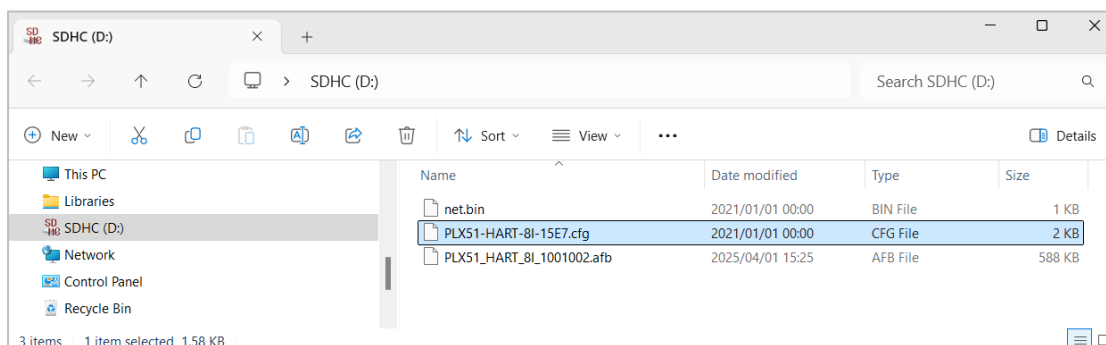 SDHC (D:)
SDHC (D:)
Search SDHC (D:)
New
Sort
View
Details
This PC
Libraries
SDHC (D:)
Network
Control Panel
Recycle Bin
Name Date modified Type Size
net.bin 2021/01/01 00:00 BIN File 1 KB
PLX51-HART-8I-15E7.cfg 2021/01/01 00:00 CFG File 2 KB
PLX51_HART_8I_1001002.afb 2025/04/01 15:25 AFB File 588 KB
3 items 1 item selected 1.58 KB